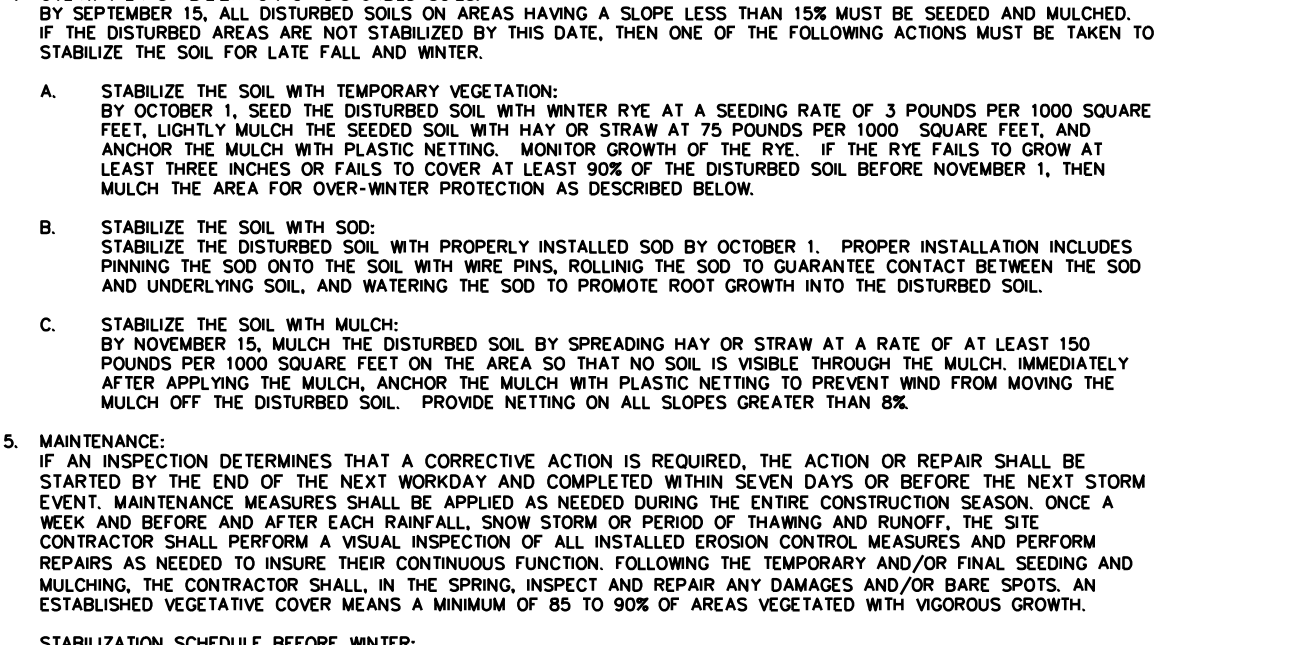 BY SEPTEMBER 15, ALL DISTURBED SOILS ON AREAS HAVING A SLOPE LESS THAN 15% MUST BE SEEDED AND MULCHED.
IF THE DISTURBED AREAS ARE NOT STABILIZED BY THIS DATE, THEN ONE OF THE FOLLOWING ACTIONS MUST BE TAKEN TO
STABILIZE THE SOIL FOR LATE FALL AND WINTER.
A. STABILIZE THE SOIL WITH TEMPORARY VEGETATION:
BY OCTOBER 1, SEED THE DISTURBED SOIL WITH WINTER RYE AT A SEEDING RATE OF 3 POUNDS PER 1000 SQUARE
FEET, LIGHTLY MULCH THE SEEDED SOIL WITH HAY OR STRAW AT 75 POUNDS PER 1000 SQUARE FEET, AND
ANCHOR THE MULCH WITH PLASTIC NETTING. MONITOR GROWTH OF THE RYE. IF THE RYE FAILS TO GROW AT
LEAST THREE INCHES OR FAILS TO COVER AT LEAST 90% OF THE DISTURBED SOIL BEFORE NOVEMBER 1, THEN
MULCH THE AREA FOR OVER-WINTER PROTECTION AS DESCRIBED BELOW.
B. STABILIZE THE SOIL WITH SOD:
STABILIZE THE DISTURBED SOIL WITH PROPERLY INSTALLED SOD BY OCTOBER 1. PROPER INSTALLATION INCLUDES
PINNING THE SOD ONTO THE SOIL WITH WIRE PINS, ROLLINIG THE SOD TO GUARANTEE CONTACT BETWEEN THE SOD
AND UNDERLYING SOIL, AND WATERING THE SOD TO PROMOTE ROOT GROWTH INTO THE DISTURBED SOIL.
C. STABILIZE THE SOIL WITH MULCH:
BY NOVEMBER 15, MULCH THE DISTURBED SOIL BY SPREADING HAY OR STRAW AT A RATE OF AT LEAST 150
POUNDS PER 1000 SQUARE FEET ON THE AREA SO THAT NO SOIL IS VISIBLE THROUGH THE MULCH. IMMEDIATELY
AFTER APPLYING THE MULCH, ANCHOR THE MULCH WITH PLASTIC NETTING TO PREVENT WIND FROM MOVING THE
MULCH OFF THE DISTURBED SOIL. PROVIDE NETTING ON ALL SLOPES GREATER THAN 8%.
5. MAINTENANCE:
IF AN INSPECTION DETERMINES THAT A CORRECTIVE ACTION IS REQUIRED, THE ACTION OR REPAIR SHALL BE
STARTED BY THE END OF THE NEXT WORKDAY AND COMPLETED WITHIN SEVEN DAYS OR BEFORE THE NEXT STORM
EVENT. MAINTENANCE MEASURES SHALL BE APPLIED AS NEEDED DURING THE ENTIRE CONSTRUCTION SEASON. ONCE A
WEEK AND BEFORE AND AFTER EACH RAINFALL, SNOW STORM OR PERIOD OF THAWING AND RUNOFF, THE SITE
CONTRACTOR SHALL PERFORM A VISUAL INSPECTION OF ALL INSTALLED EROSION CONTROL MEASURES AND PERFORM
REPAIRS AS NEEDED TO INSURE THEIR CONTINUOUS FUNCTION. FOLLOWING THE TEMPORARY AND/OR FINAL SEEDING AND
MULCHING, THE CONTRACTOR SHALL, IN THE SPRING, INSPECT AND REPAIR ANY DAMAGES AND/OR BARE SPOTS. AN
ESTABLISHED VEGETATIVE COVER MEANS A MINIMUM OF 85 TO 90% OF AREAS VEGETATED WITH VIGOROUS GROWTH.
STABILIZATION SCHEDULE BEFORE WINTER: